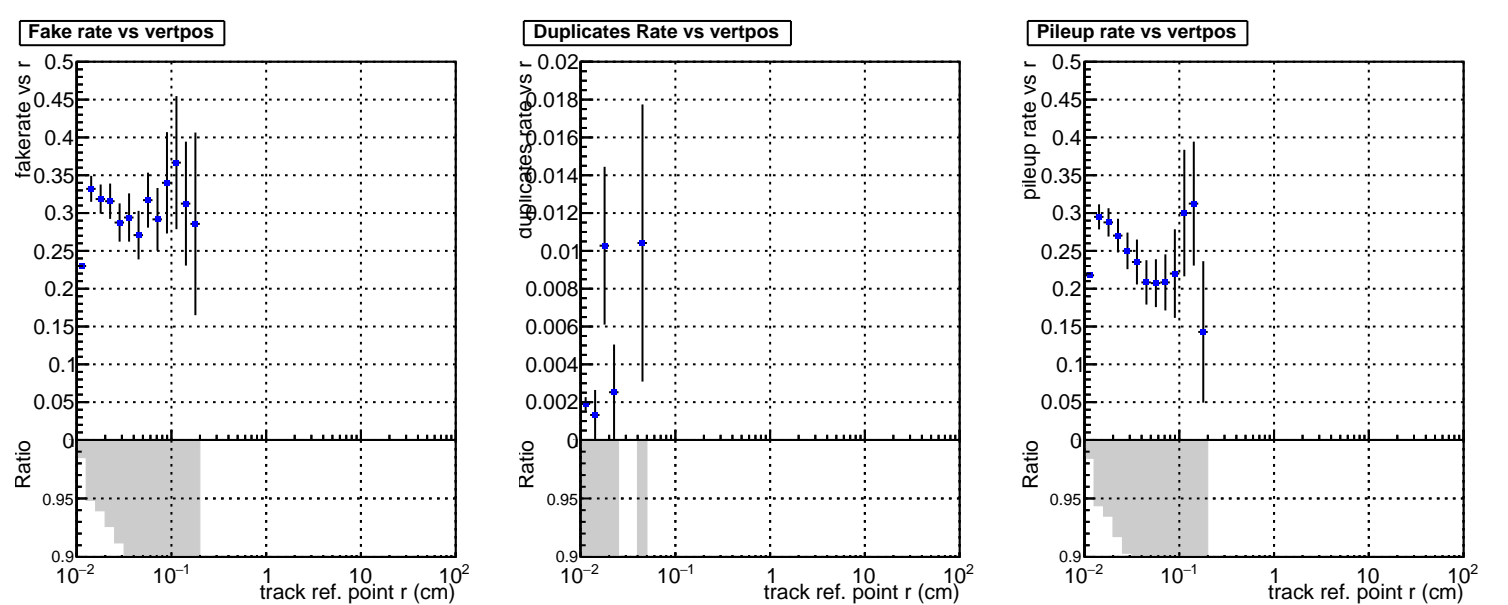 Fake rate vs vertpos
fakerate vs r
0.5
0.45
0.4
0.35
0.3
0.25
0.2
0.15
0.1
0.05
0
Ratio
0.95
0.9
10−2 10−1 1 10 102
track ref. point r (cm)
Duplicates Rate vs vertpos
duplicates rate vs r
0.02
0.018
0.016
0.014
0.012
0.01
0.008
0.006
0.004
0.002
0
Ratio
0.95
0.9
10−2 10−1 1 10 102
track ref. point r (cm)
Pileup rate vs vertpos
pileup rate vs r
0.5
0.45
0.4
0.35
0.3
0.25
0.2
0.15
0.1
0.05
0
Ratio
0.95
0.9
10−2 10−1 1 10 102
track ref. point r (cm)